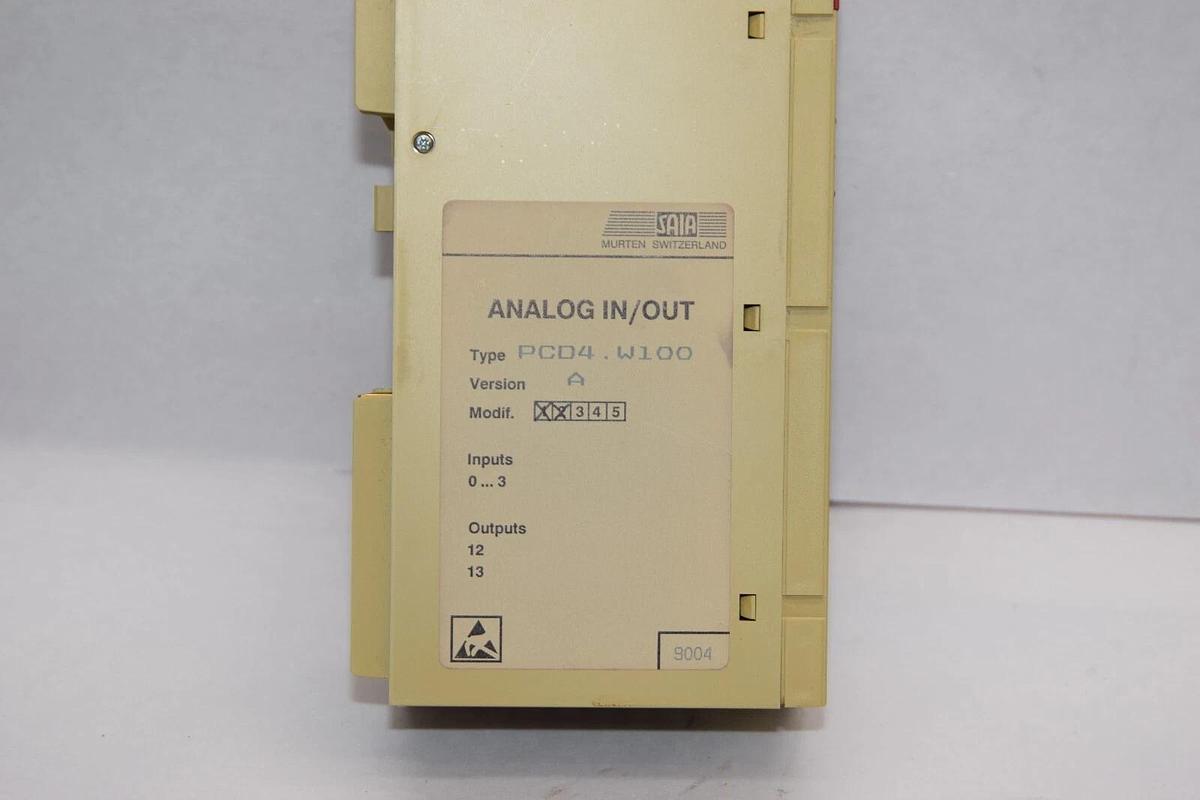 SAIA
MURTEN SWITZERLAND
ANALOG IN/OUT
Type PCD4.W100
Version A
Modif. 1 2 3 4 5
Inputs
0 ... 3
Outputs
12
13
9004